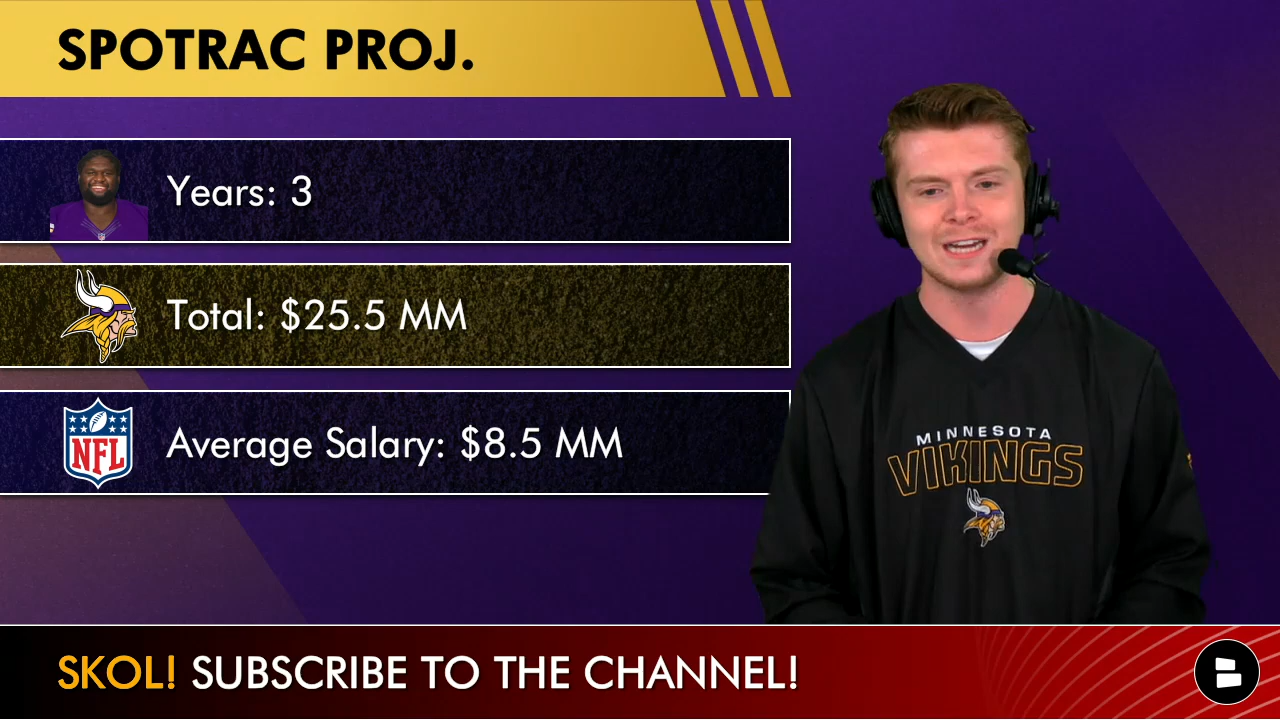 SPOTRAC PROJ.
Years: 3
Total: $25.5 MM
NFL
Average Salary: $8.5 MM
MINNESOTA
VIKINGS
SKOL! SUBSCRIBE TO THE CHANNEL!